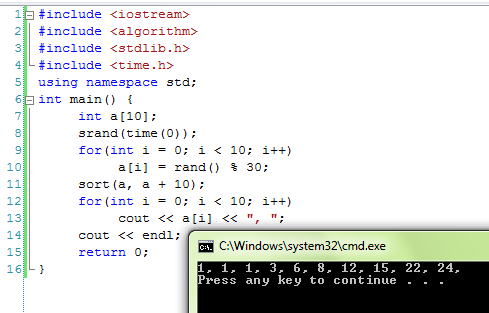 1 #include <iostream>
2 #include <algorithm>
3 #include <stdlib.h>
4 #include <time.h>
5 using namespace std;
6 int main() {
7 int a[10];
8 srand(time(0));
9 for(int i = 0; i < 10; i++)
10 a[i] = rand() % 30;
11 sort(a, a + 10);
12 for(int i = 0; i < 10; i++)
13 cout << a[i] << ", ";
14 cout << endl;
15 return 0;
16 }
C:\Windows\system32\cmd.exe
1, 1, 1, 3, 6, 8, 12, 15, 22, 24,
Press any key to continue . . .